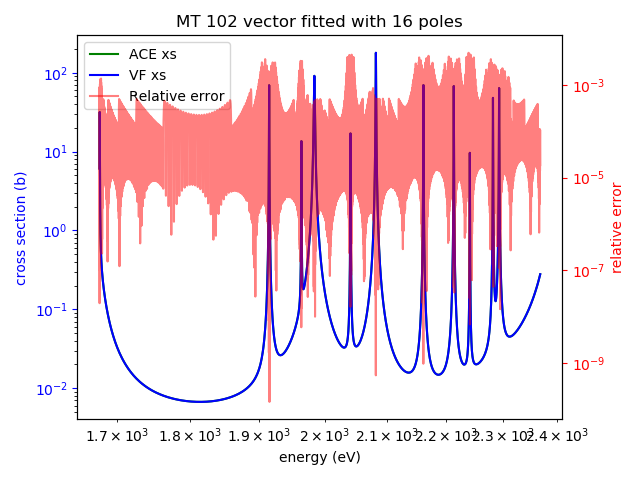 MT 102 vector fitted with 16 poles
ACE xs
VF xs
Relative error
10²
10¹
10⁰
10⁻¹
10⁻²
cross section (b)
10⁻³
10⁻⁵
10⁻⁷
10⁻⁹
relative error
1.7 × 10³ 1.8 × 10³ 1.9 × 10³ 2 × 10³ 2.1 × 10³ 2.2 × 10³ 2.3 × 10³ 2.4 × 10³
energy (eV)